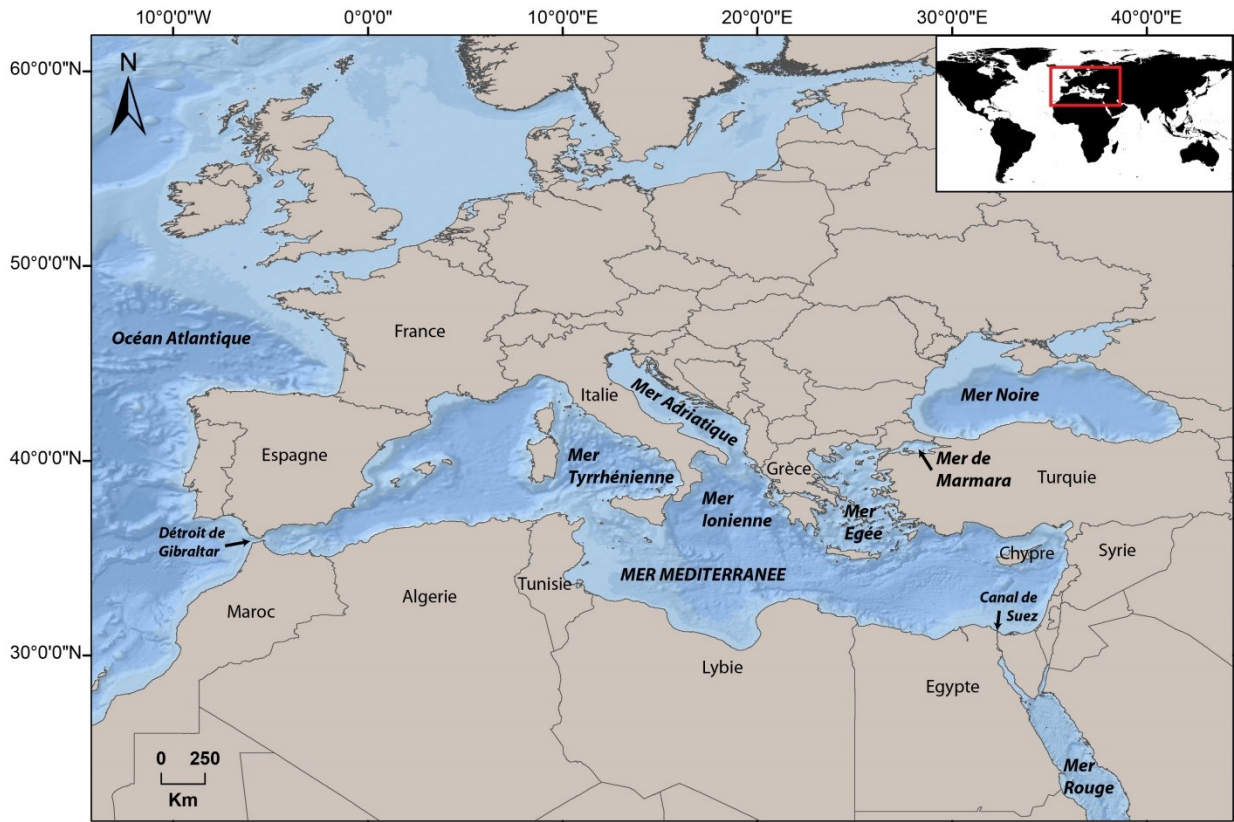 10°0'0"W
0°0'0"
10°0'0"E
20°0'0"E
30°0'0"E
40°0'0"E
60°0'0"N
50°0'0"N
40°0'0"N
30°0'0"N
N
Océan Atlantique
France
Italie
Mer Adriatique
Mer Noire
Espagne
Mer
Tyrrhénienne
Grèce
Mer de
Marmara
Turquie
Mer
Ionienne
Mer
Egée
Détroit de
Gibraltar
Chypre
Syrie
MER MEDITERRANEE
Tunisie
Algerie
Maroc
Canal de
Suez
Lybie
Egypte
Mer
Rouge
0 250
Km